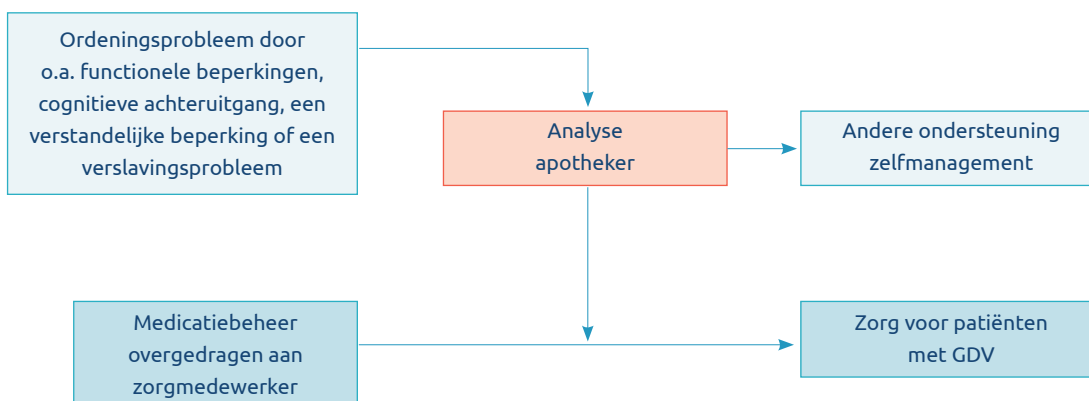 Ordeningsprobleem door
o.a. functionele beperkingen,
cognitieve achteruitgang, een
verstandelijke beperking of een
verslavingsprobleem
Analyse
apotheker
Andere ondersteuning
zelfmanagement
Medicatiebeheer
overgedragen aan
zorgmedewerker
Zorg voor patiënten
met GDV